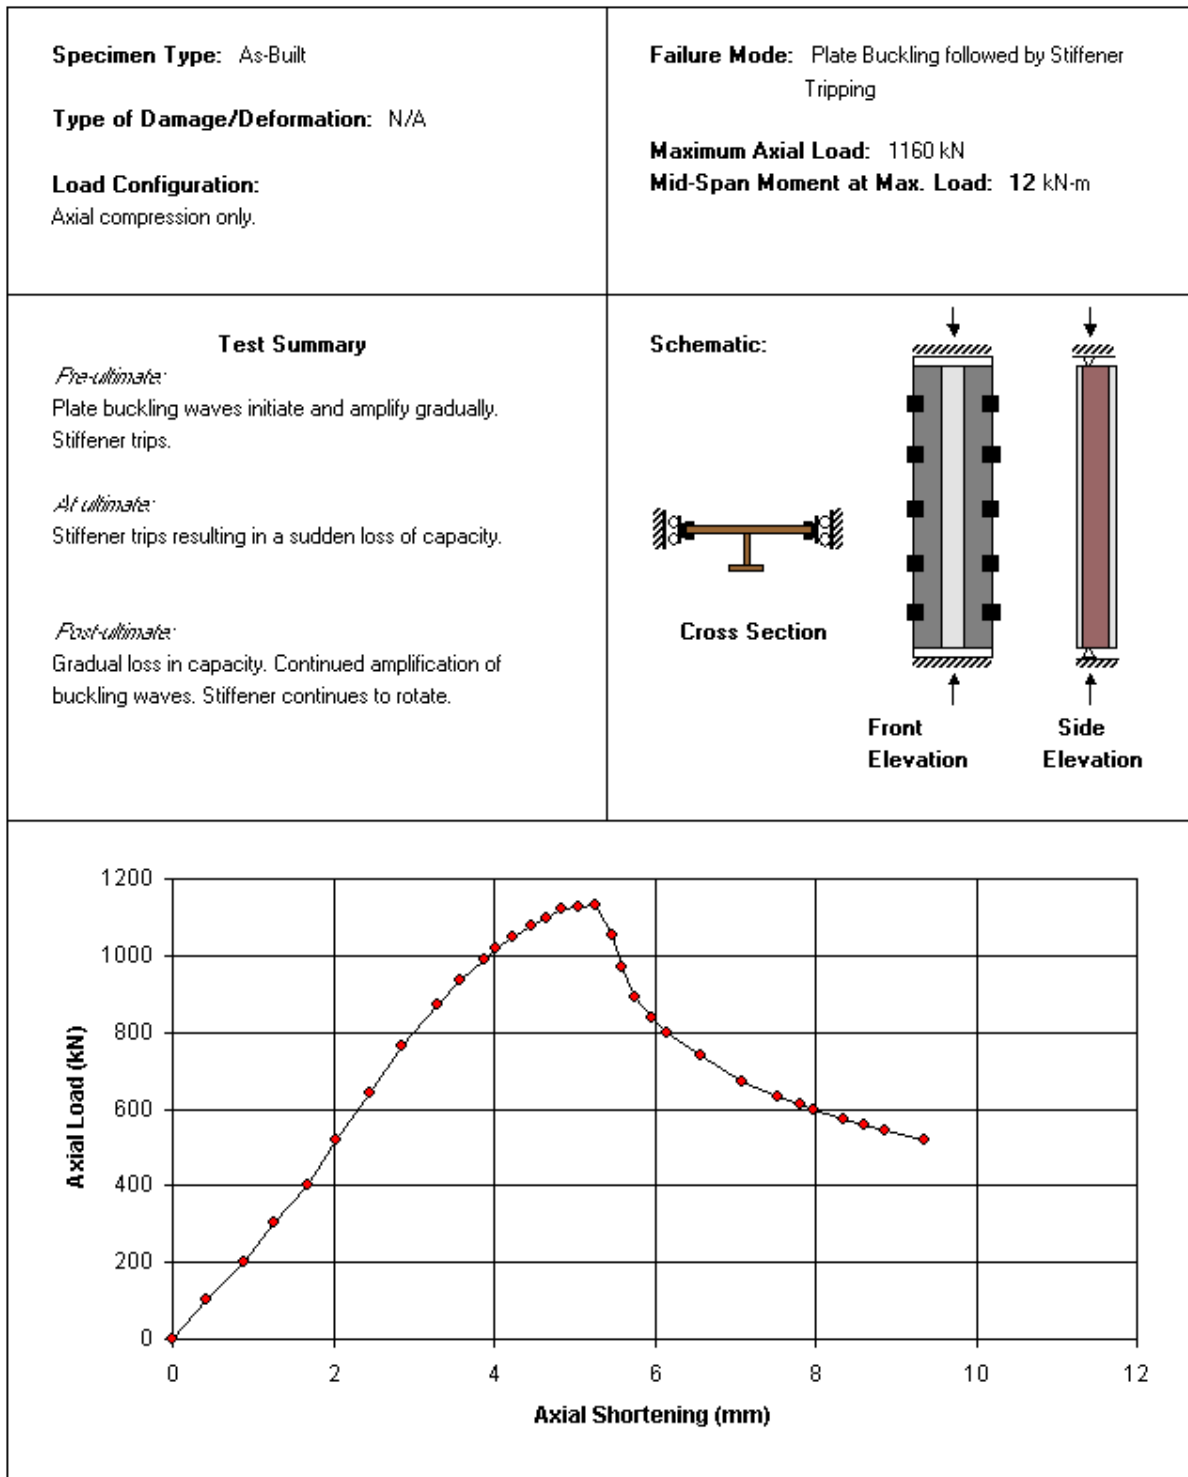 Specimen Type: As-Built
Type of Damage/Deformation: N/A
Load Configuration:
Axial compression only.
Failure Mode: Plate Buckling followed by Stiffener
Tripping
Maximum Axial Load: 1160 kN
Mid-Span Moment at Max. Load: 12 kN-m
Test Summary
Pre-ultimate:
Plate buckling waves initiate and amplify gradually.
Stiffener trips.
At ultimate:
Stiffener trips resulting in a sudden loss of capacity.
Post-ultimate:
Gradual loss in capacity. Continued amplification of
buckling waves. Stiffener continues to rotate.
Schematic:
Cross Section
Front
Elevation
Side
Elevation
1200
1000
800
600
400
200
0
Axial Load (kN)
0 2 4 6 8 10 12
Axial Shortening (mm)